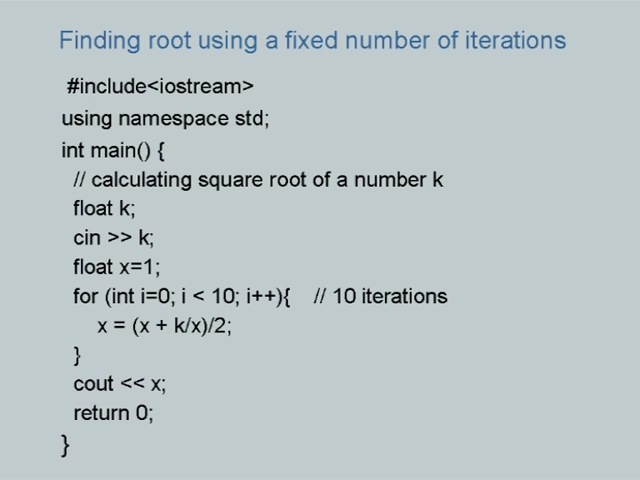 Finding root using a fixed number of iterations
#include<iostream>
using namespace std;
int main() {
// calculating square root of a number k
float k;
cin >> k;
float x=1;
for (int i=0; i < 10; i++){ // 10 iterations
x = (x + k/x)/2;
}
cout << x;
return 0;
}